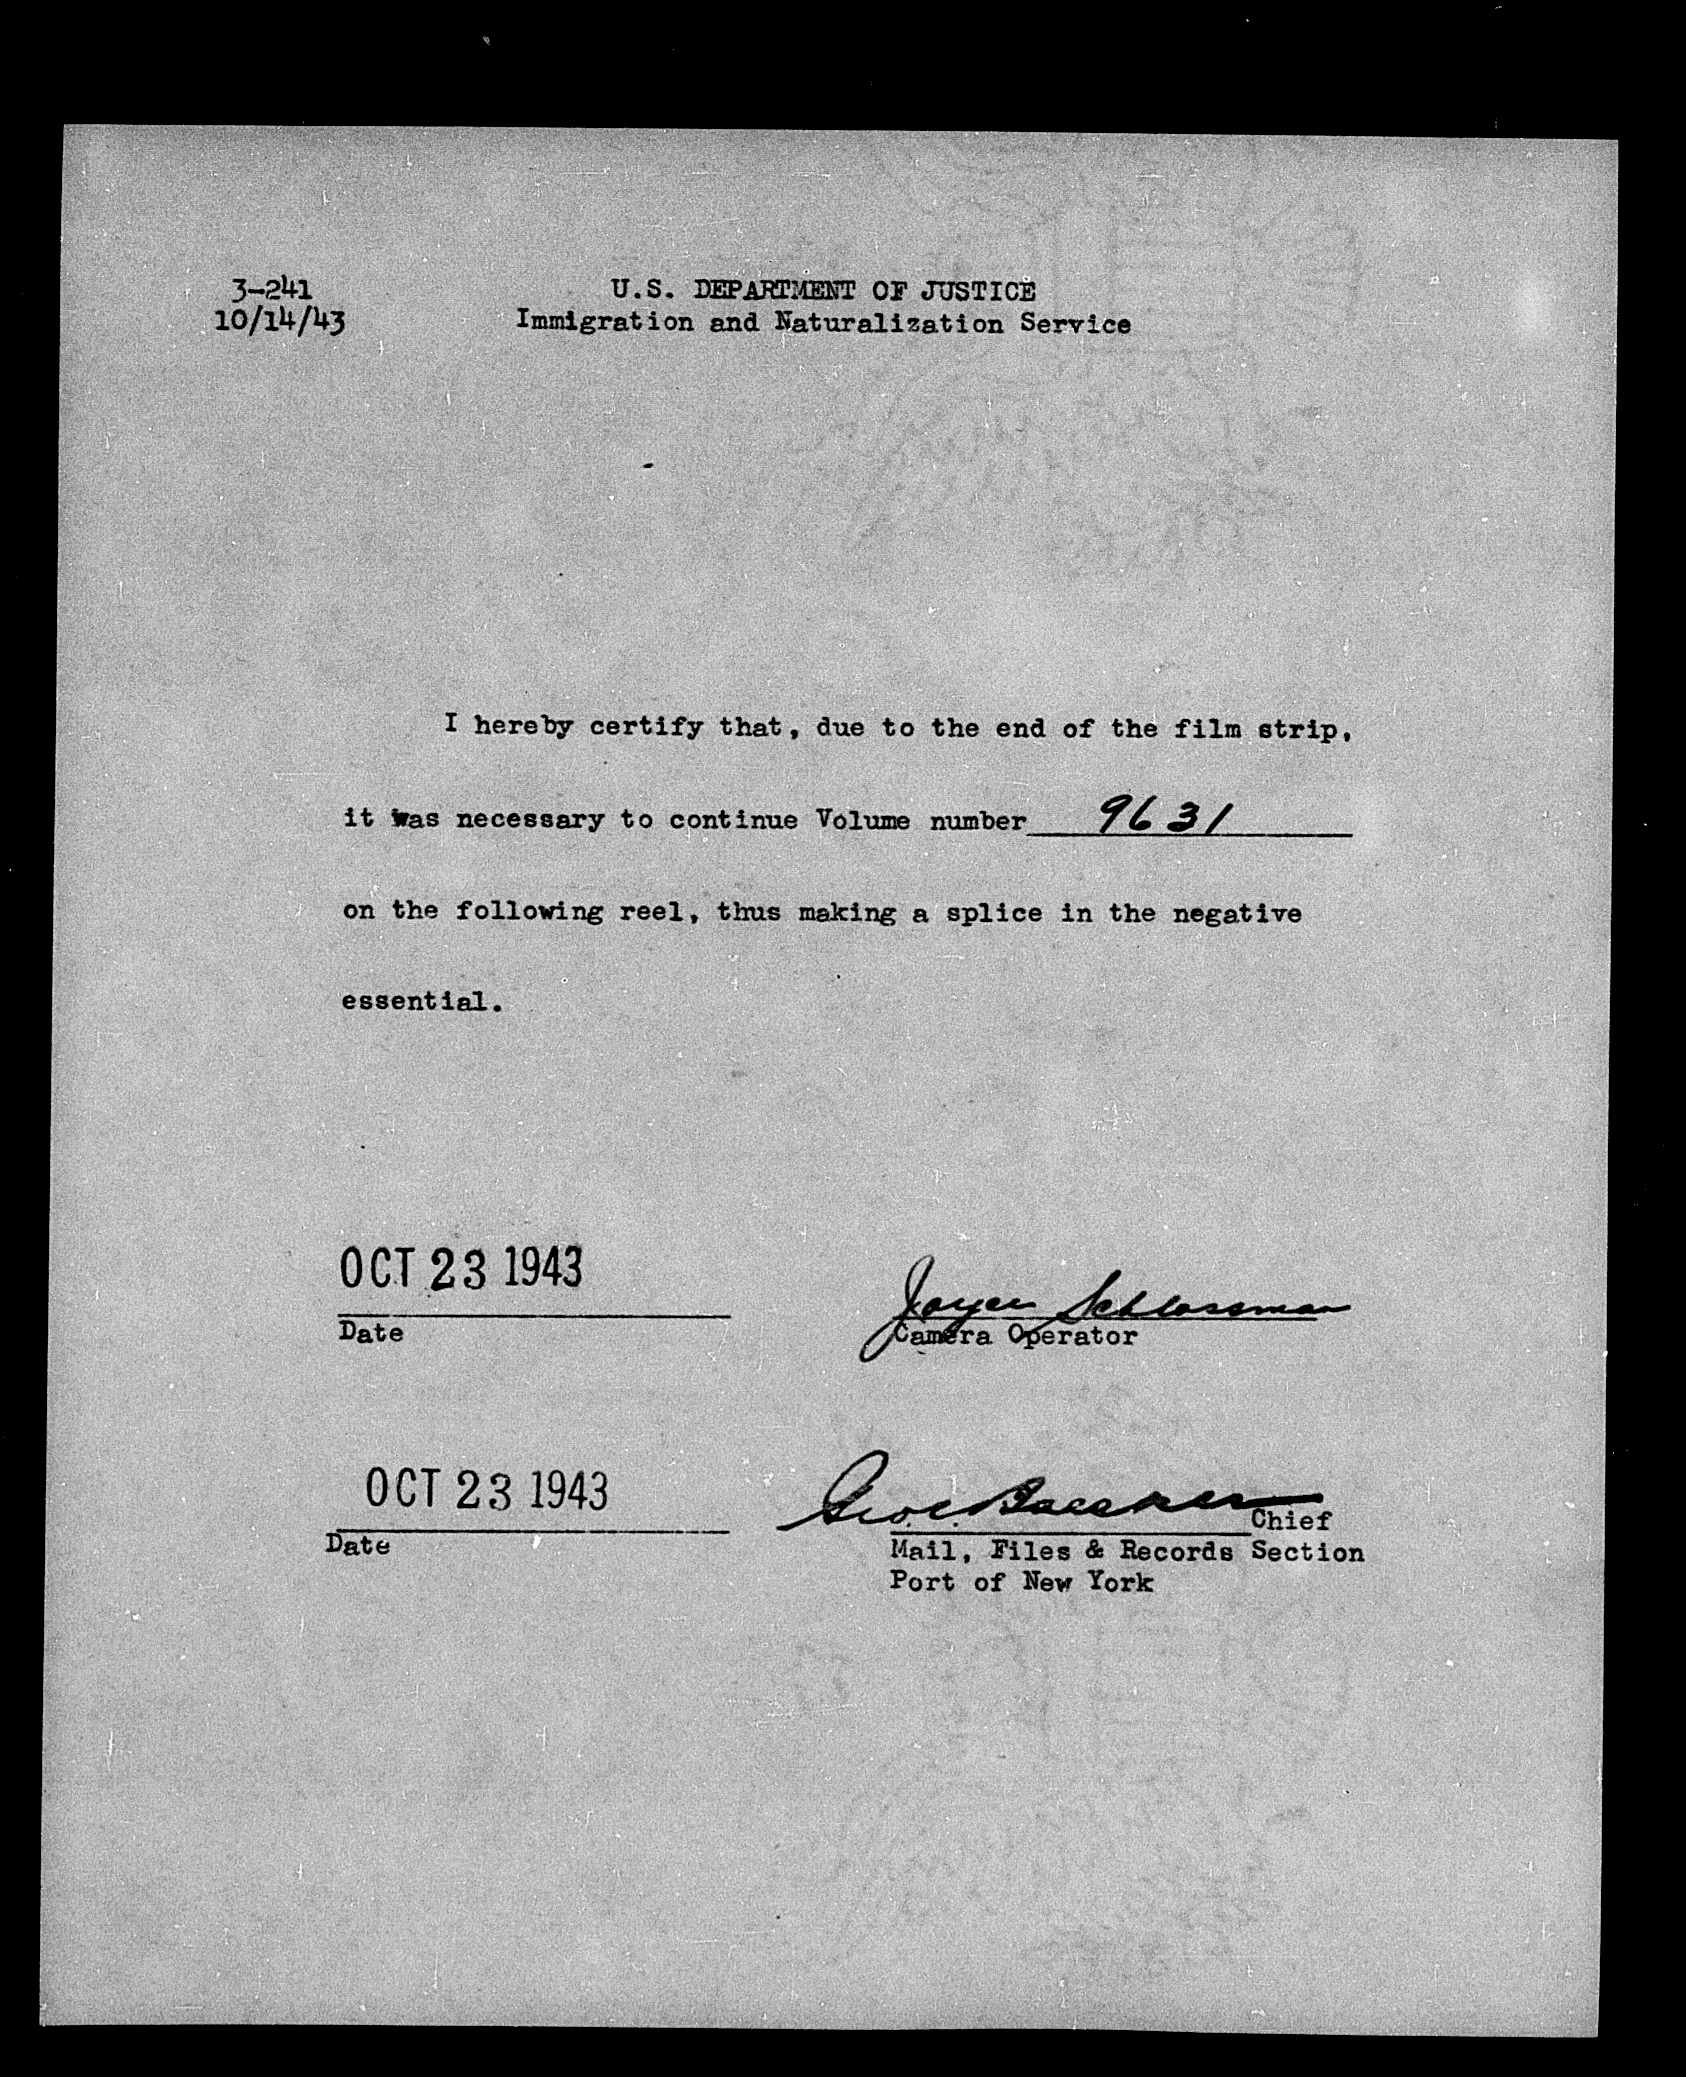 3-241
10/14/43
U.S. DEPARTMENT OF JUSTICE
Immigration and Naturalization Service
I hereby certify that, due to the end of the film strip,
it was necessary to continue Volume number 9631
on the following reel, thus making a splice in the negative
essential.
OCT 23 1943
Date
Joyce Schlossman
Camera Operator
OCT 23 1943
Date
Geo.
Chief
Mail, Files & Records Section
Port of New York